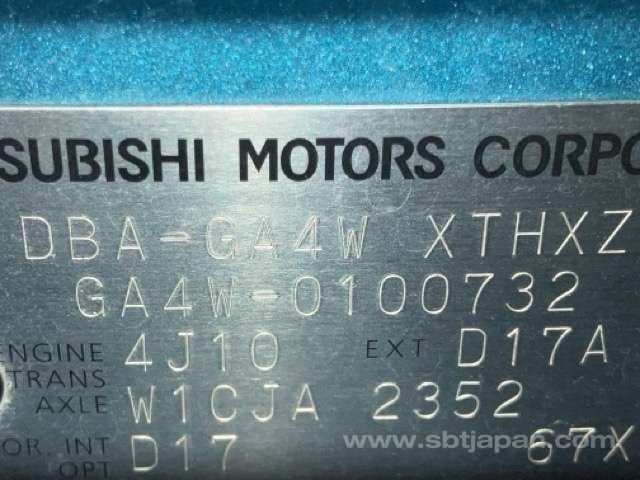 SUBISHI MOTORS CORPO
DBA-GA4W XTHXZ
GA4W-0100732
ENGINE 4J10 EXT D17A
TRANS
AXLE W1CJA 2352
OR. INT D17 67X
OPT
www.sbtjapan.com